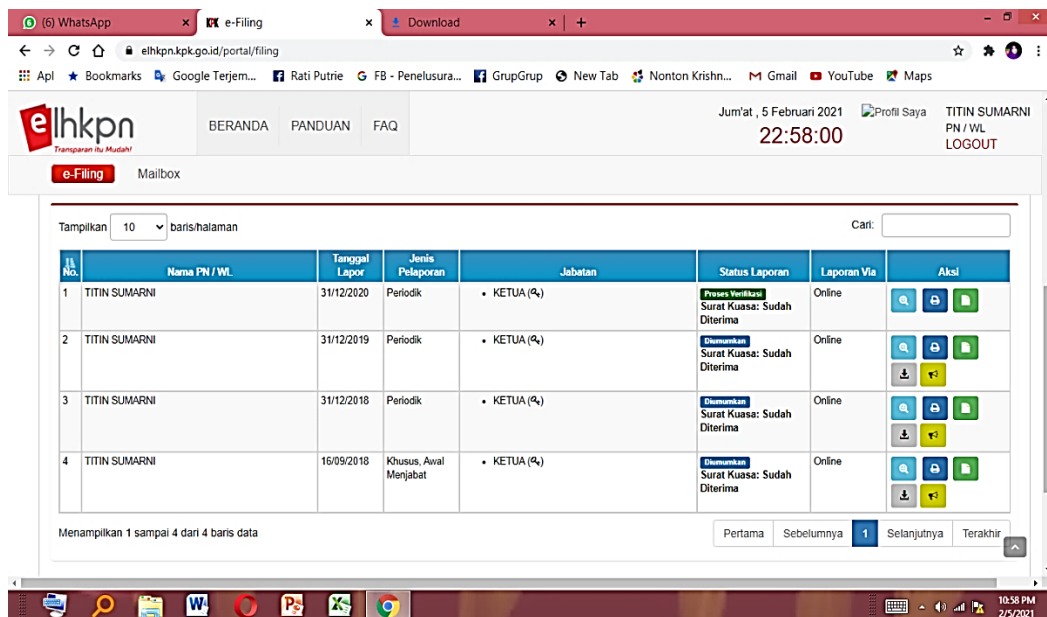 (6) WhatsApp
KPK e-Filing
Download
elhkpn.kpk.go.id/portal/filing
Apl Bookmarks Google Terjem... Rati Putrie FB - Penelusura... GrupGrup New Tab Nonton Krishn... Gmail YouTube Maps
elhkpn
Transparan itu Mudah!
BERANDA PANDUAN FAQ
Jum'at , 5 Februari 2021
22:58:00
Profil Saya
TITIN SUMARNI
PN / WL
LOGOUT
e-Filing Mailbox
Tampilkan 10 baris/halaman
Cari:
No. Nama PN / WL Tanggal Lapor Jenis Pelaporan Jabatan Status Laporan Laporan Via Aksi
1 TITIN SUMARNI 31/12/2020 Periodik • KETUA () Proses Verifikasi Online
Surat Kuasa: Sudah
Diterima
2 TITIN SUMARNI 31/12/2019 Periodik • KETUA () Diumumkan Online
Surat Kuasa: Sudah
Diterima
3 TITIN SUMARNI 31/12/2018 Periodik • KETUA () Diumumkan Online
Surat Kuasa: Sudah
Diterima
4 TITIN SUMARNI 16/09/2018 Khusus, Awal • KETUA () Diumumkan Online
Menjabat Surat Kuasa: Sudah
Diterima
Menampilkan 1 sampai 4 dari 4 baris data
Pertama Sebelumnya 1 Selanjutnya Terakhir
10:58 PM
2/5/2021